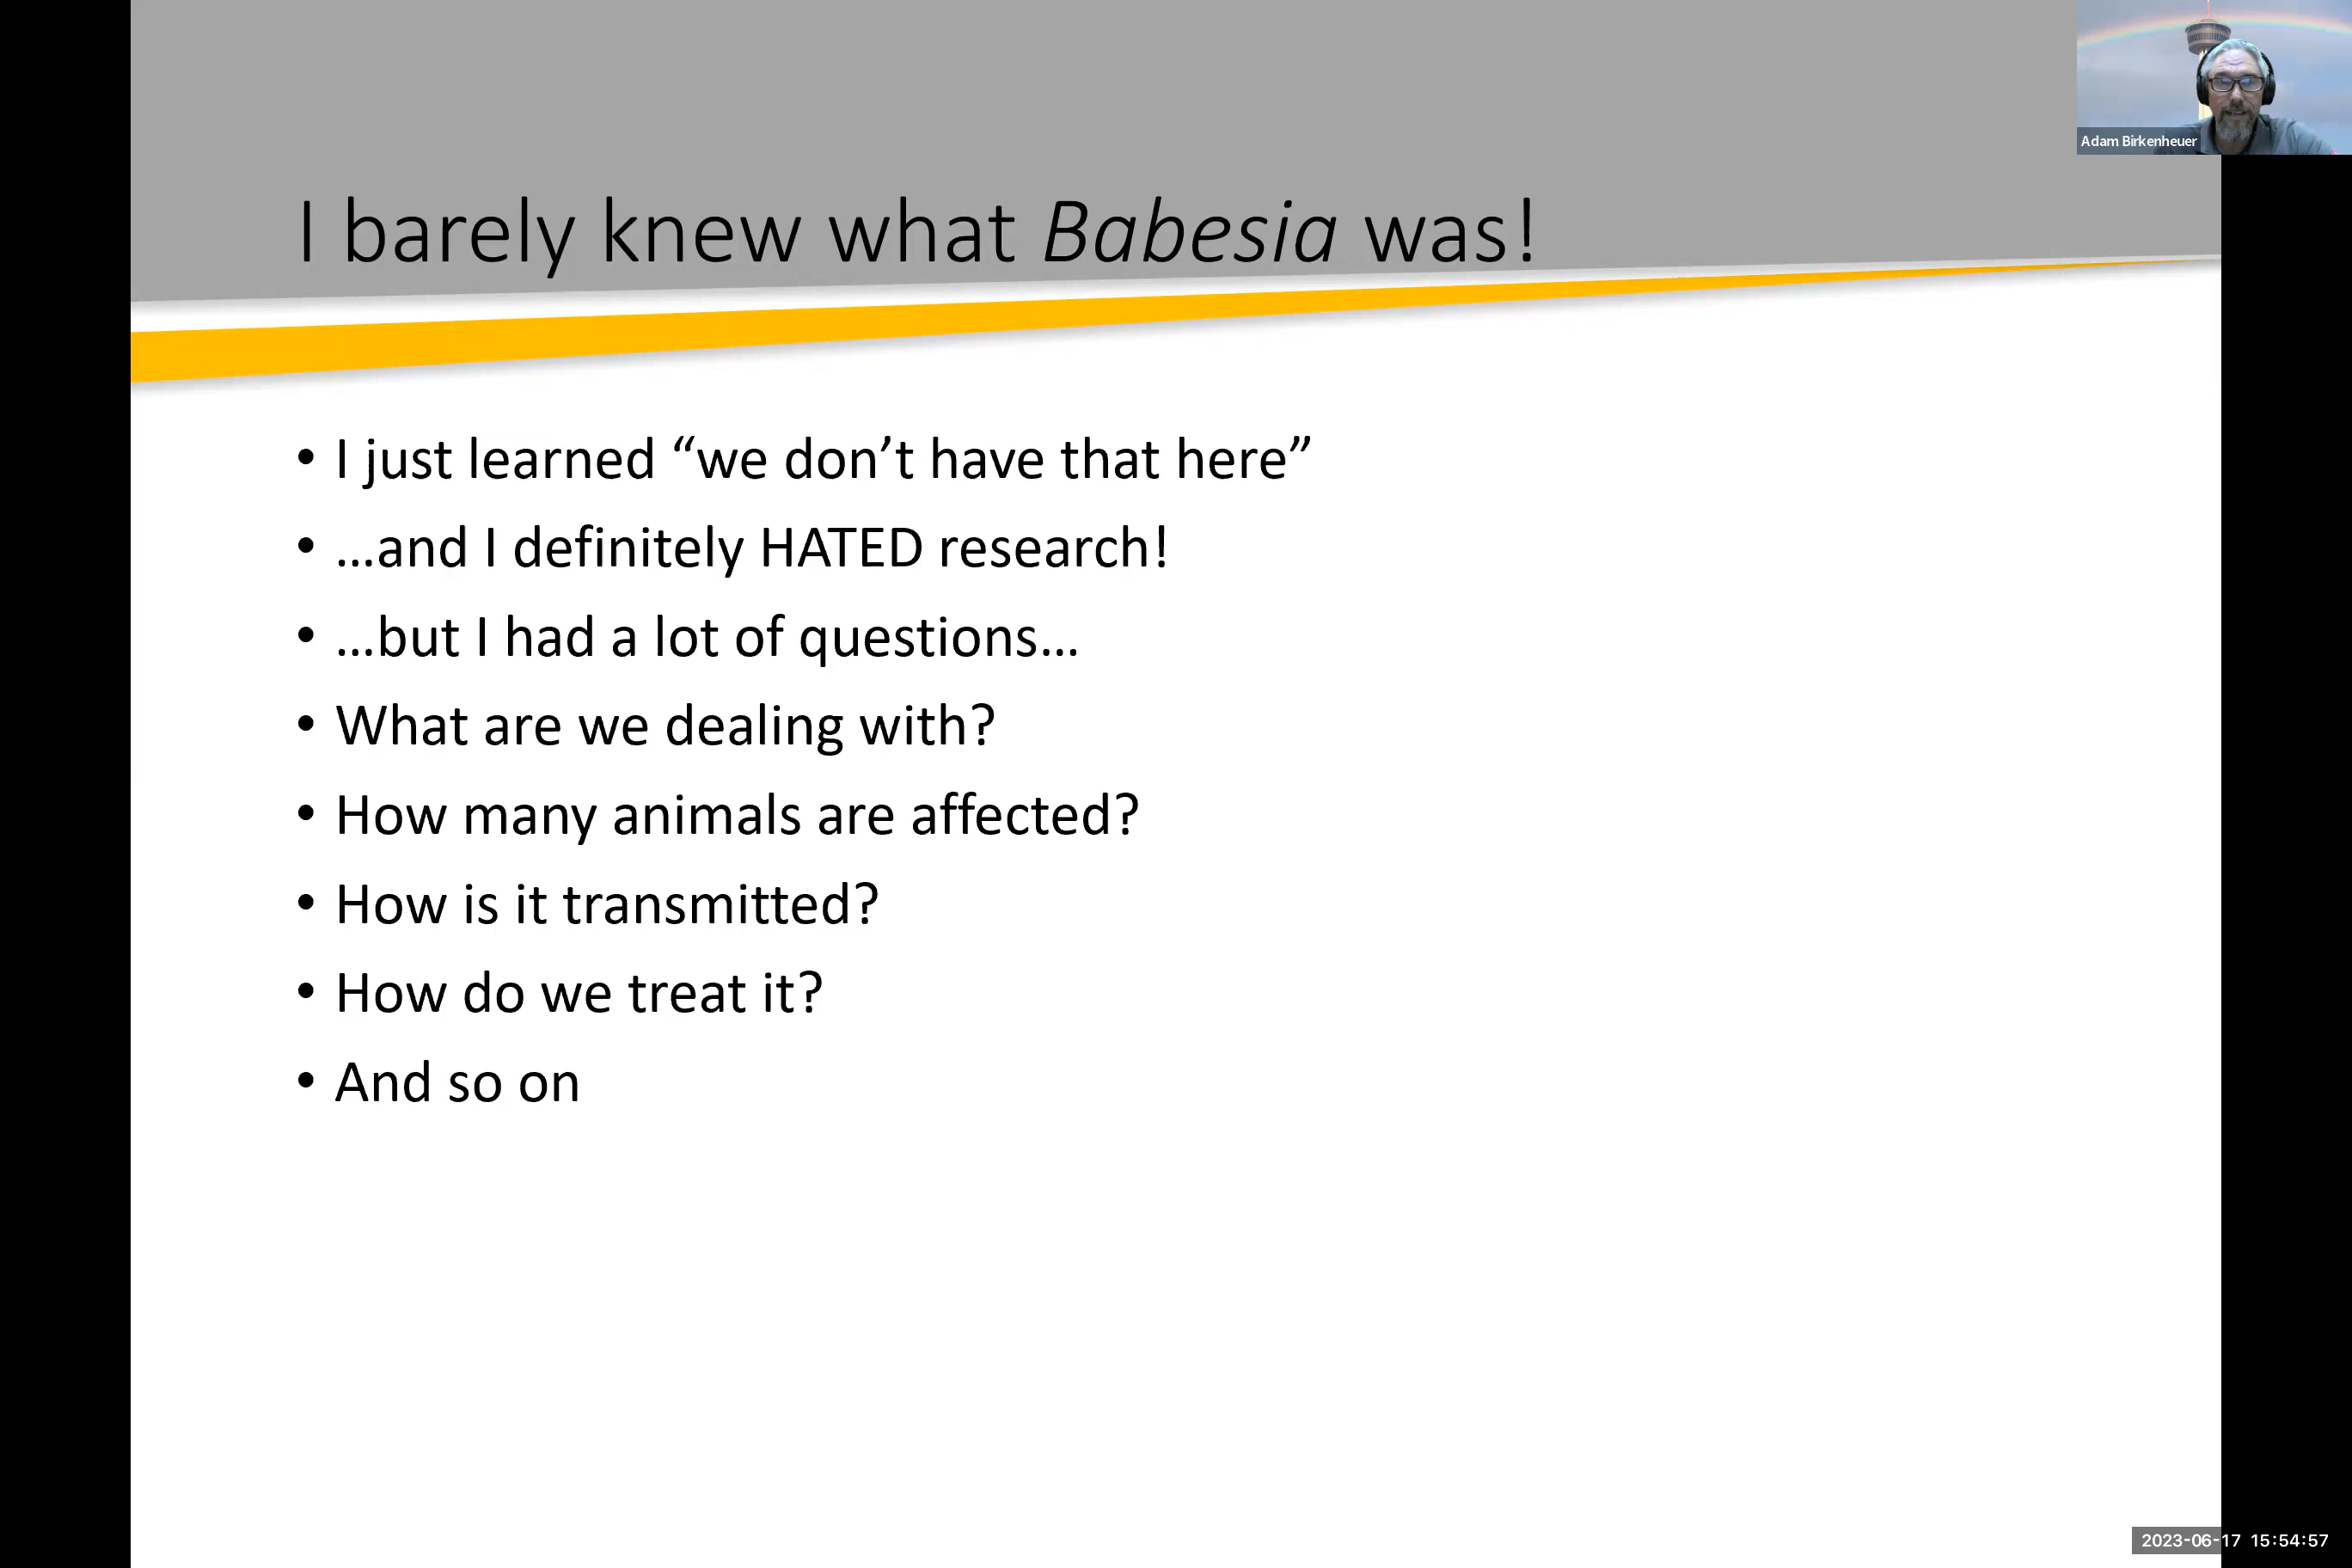 Adam Birkenheuer
I barely knew what Babesia was!
• I just learned “we don’t have that here”
• …and I definitely HATED research!
• …but I had a lot of questions…
• What are we dealing with?
• How many animals are affected?
• How is it transmitted?
• How do we treat it?
• And so on
2023-06-17 15:54:57